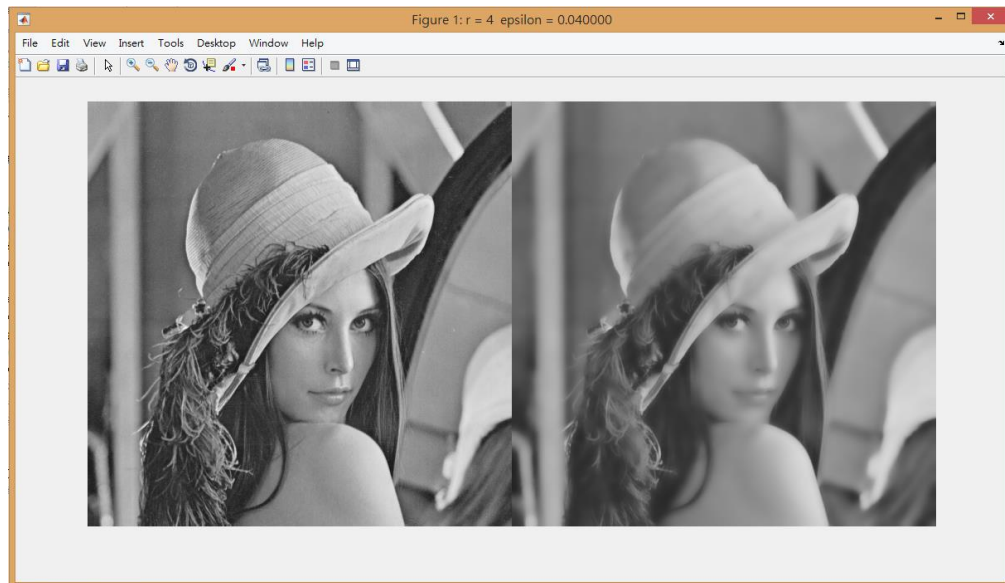 Figure 1: r = 4 epsilon = 0.040000
File Edit View Insert Tools Desktop Window Help